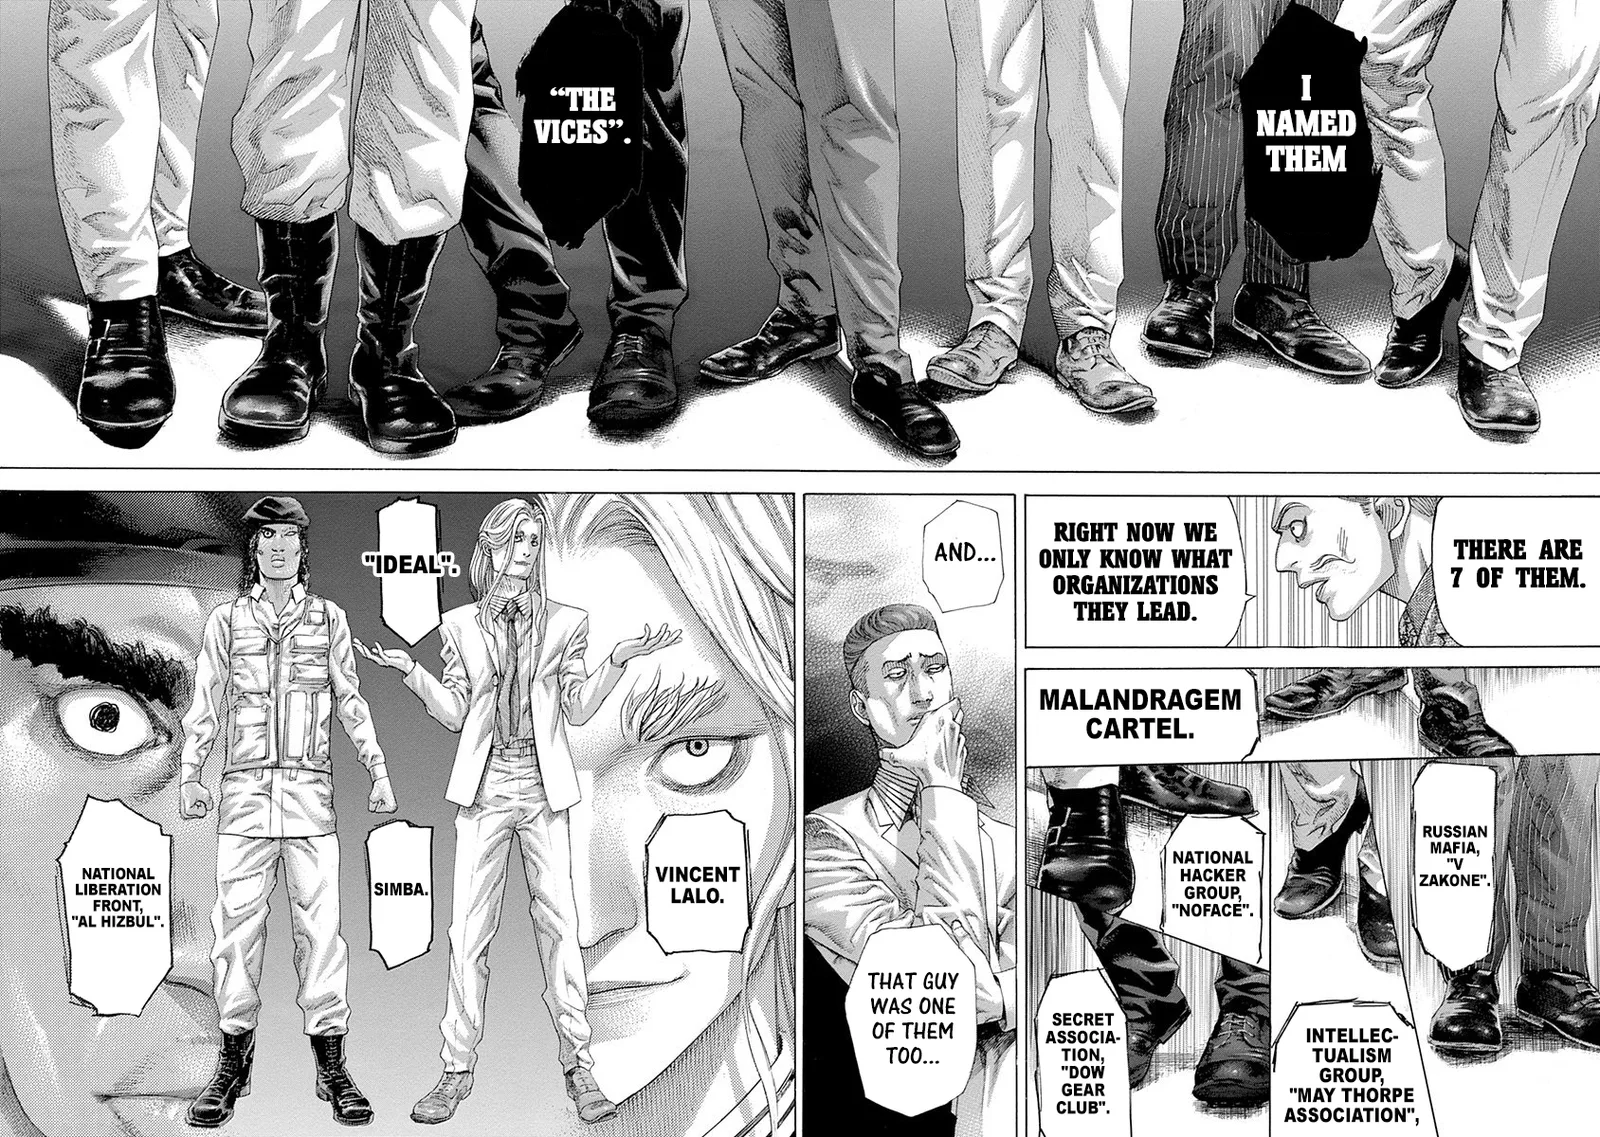 I
NAMED
THEM
“THE
VICES”.
THERE ARE
7 OF THEM.
RIGHT NOW WE
ONLY KNOW WHAT
ORGANIZATIONS
THEY LEAD.
MALANDRAGEM
CARTEL.
RUSSIAN
MAFIA,
"V
ZAKONE".
NATIONAL
HACKER
GROUP,
"NOFACE".
INTELLEC-
TUALISM
GROUP,
"MAY THORPE
ASSOCIATION",
SECRET
ASSOCIA-
TION,
"DOW
GEAR
CLUB".
AND...
THAT GUY
WAS ONE
OF THEM
TOO...
"IDEAL".
VINCENT
LALO.
SIMBA.
NATIONAL
LIBERATION
FRONT,
"AL HIZBUL".